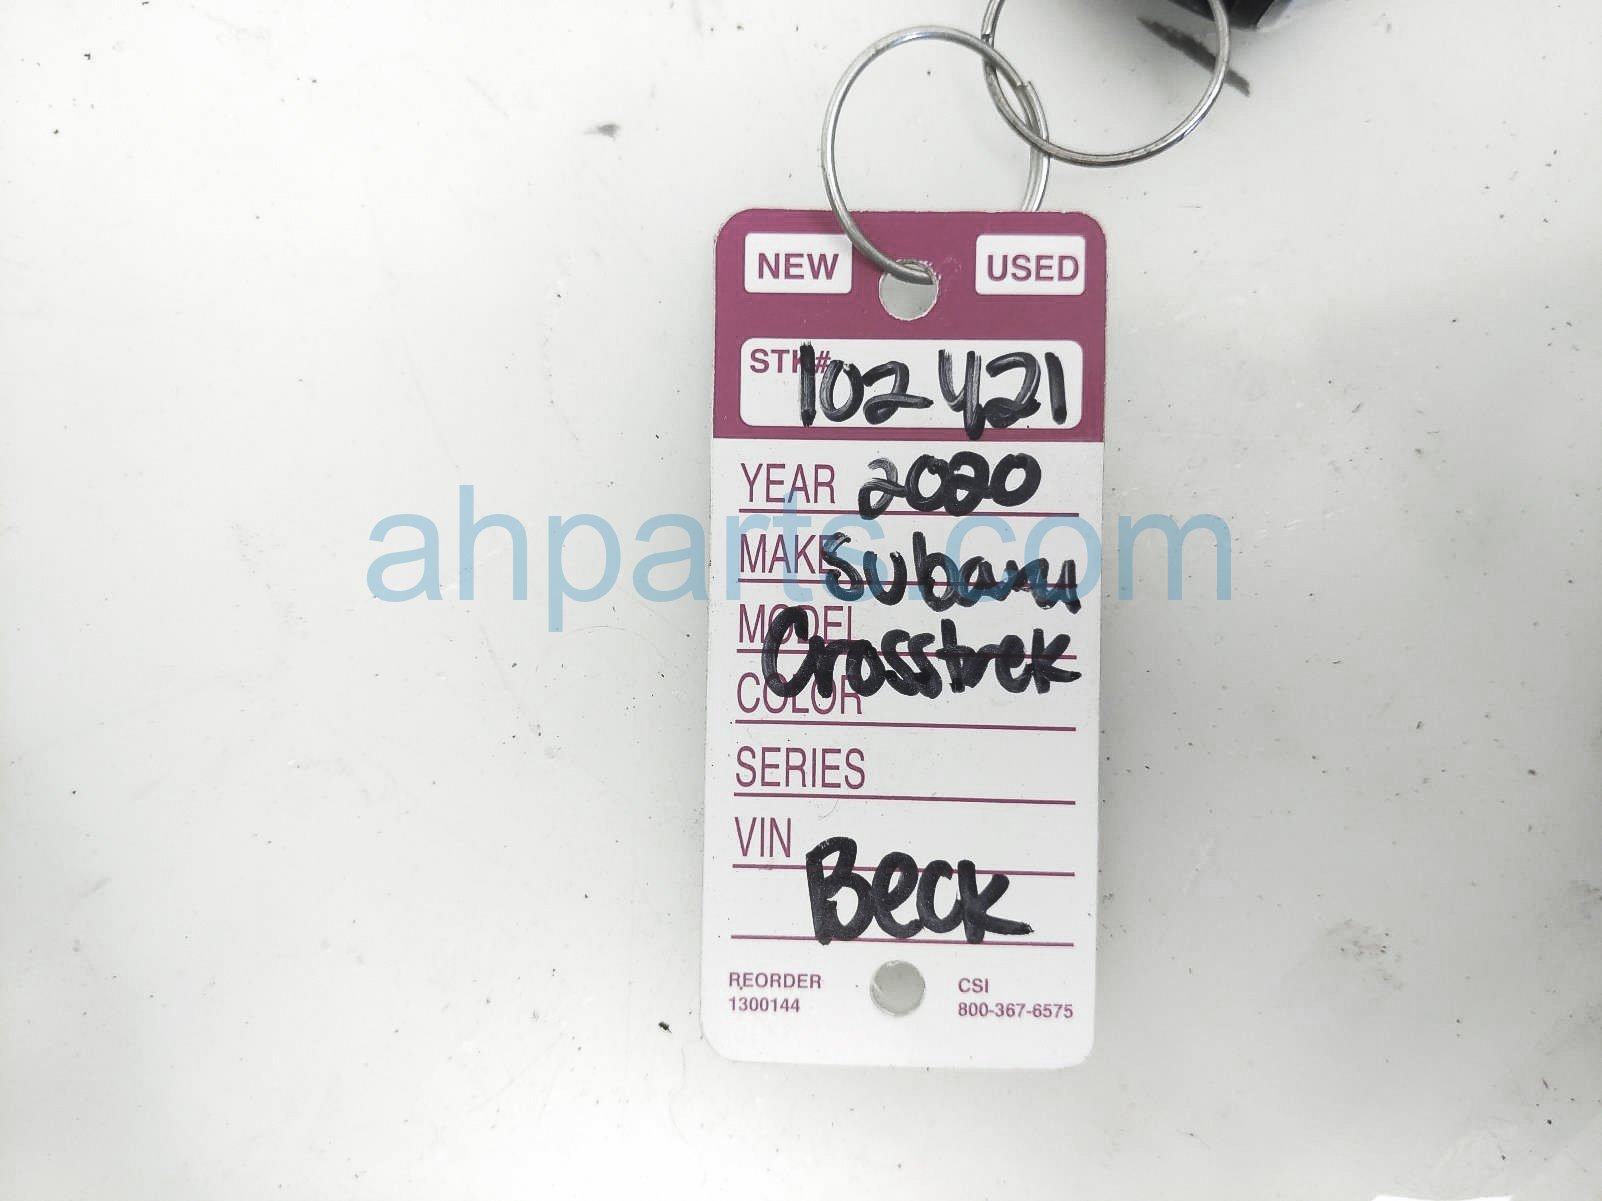 NEW USED
STK# 102421
YEAR 2020
MAKE Subaru
MODEL Crosstrek
COLOR
SERIES
VIN
Beck
REORDER CSI
1300144 800-367-6575
ahparts.com